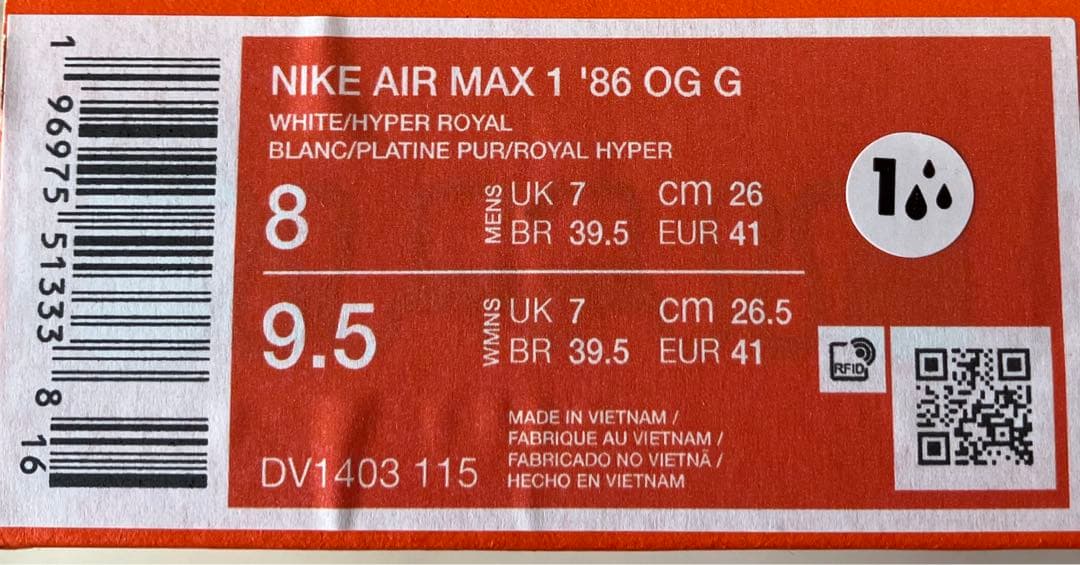 1 96975 51333 8 16
NIKE AIR MAX 1 '86 OG G
WHITE/HYPER ROYAL
BLANC/PLATINE PUR/ROYAL HYPER
8 MENS UK 7 cm 26
BR 39.5 EUR 41
9.5 WMNS UK 7 cm 26.5
BR 39.5 EUR 41
1
RFID
MADE IN VIETNAM /
FABRIQUE AU VIETNAM /
FABRICADO NO VIETNÃ /
HECHO EN VIETNAM
DV1403 115